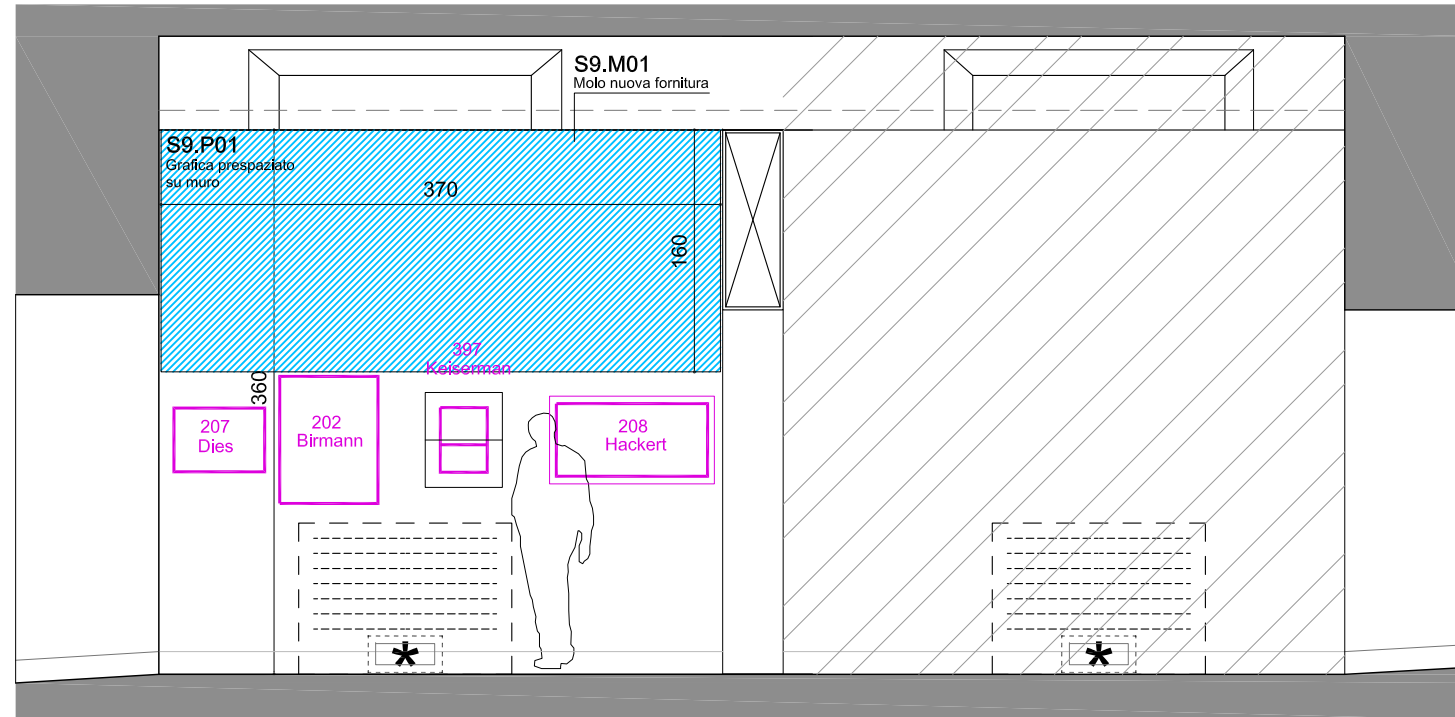 S9.M01
Molo nuova fornitura
S9.P01
Grafica prespaziato
su muro
370
160
397
Keiserman
360
207
Dies
202
Birmann
208
Hackert
*
*